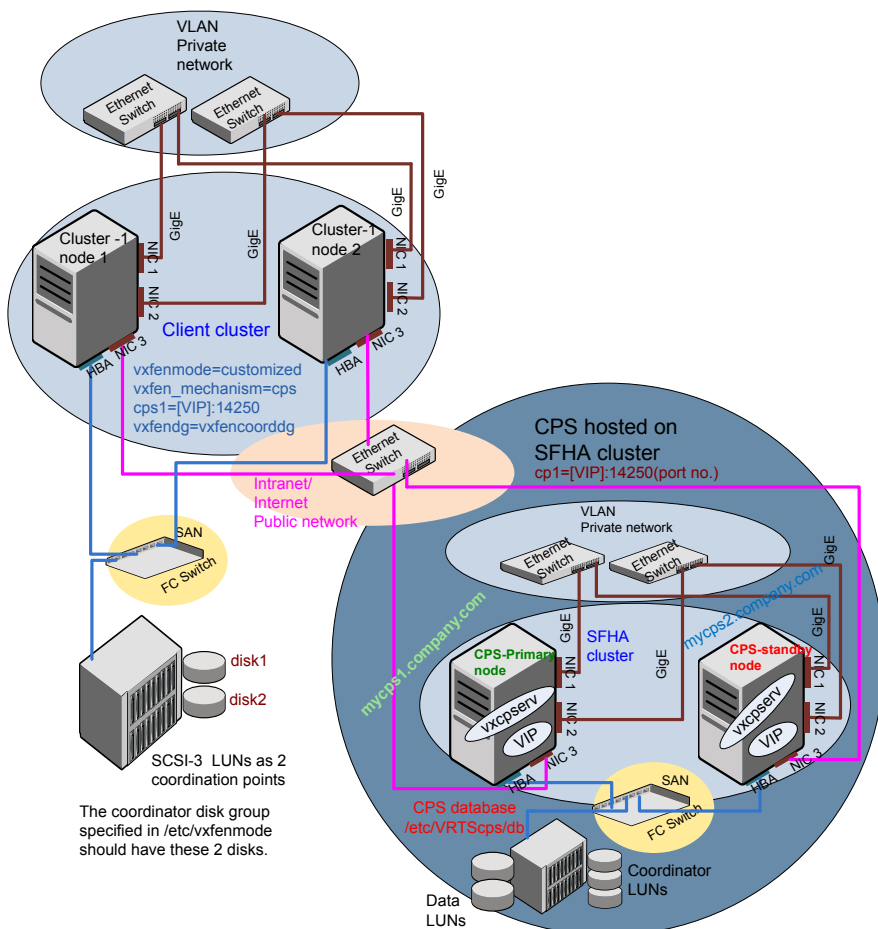 VLAN
Private
network
Ethernet
Switch
Ethernet
Switch
GigE
GigE
GigE
GigE
Cluster -1
node 1
NIC 1
NIC 2
NIC 3
HBA
Cluster-1
node 2
NIC 1
NIC 2
NIC 3
HBA
Client cluster
vxfenmode=customized
vxfen_mechanism=cps
cps1=[VIP]:14250
vxfendg=vxfencoorddg
Ethernet
Switch
Intranet/
Internet
Public network
SAN
FC Switch
disk1
disk2
SCSI-3 LUNs as 2
coordination points
The coordinator disk group
specified in /etc/vxfenmode
should have these 2 disks.
CPS hosted on
SFHA cluster
cp1=[VIP]:14250(port no.)
VLAN
Private network
Ethernet
Switch
Ethernet
Switch
GigE
GigE
GigE
GigE
mycps1.company.com
mycps2.company.com
SFHA
cluster
CPS-Primary
node
vxcpserv
VIP
NIC 1
NIC 2
NIC 3
HBA
CPS-standby
node
vxcpserv
VIP
NIC 1
NIC 2
NIC 3
HBA
SAN
FC Switch
CPS database
/etc/VRTScps/db
Data
LUNs
Coordinator
LUNs